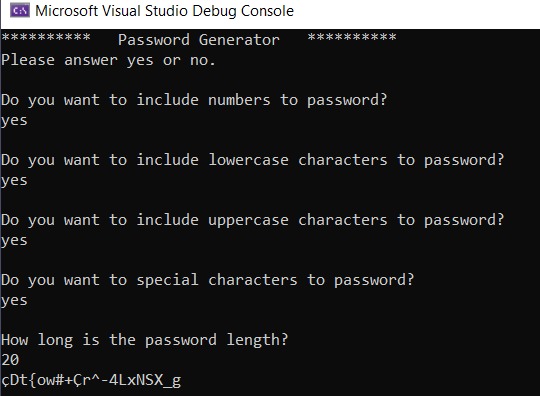 Microsoft Visual Studio Debug Console
********** Password Generator **********
Please answer yes or no.
Do you want to include numbers to password?
yes
Do you want to include lowercase characters to password?
yes
Do you want to include uppercase characters to password?
yes
Do you want to special characters to password?
yes
How long is the password length?
20
çDt{ow#+Çr^-4LxNSX_g